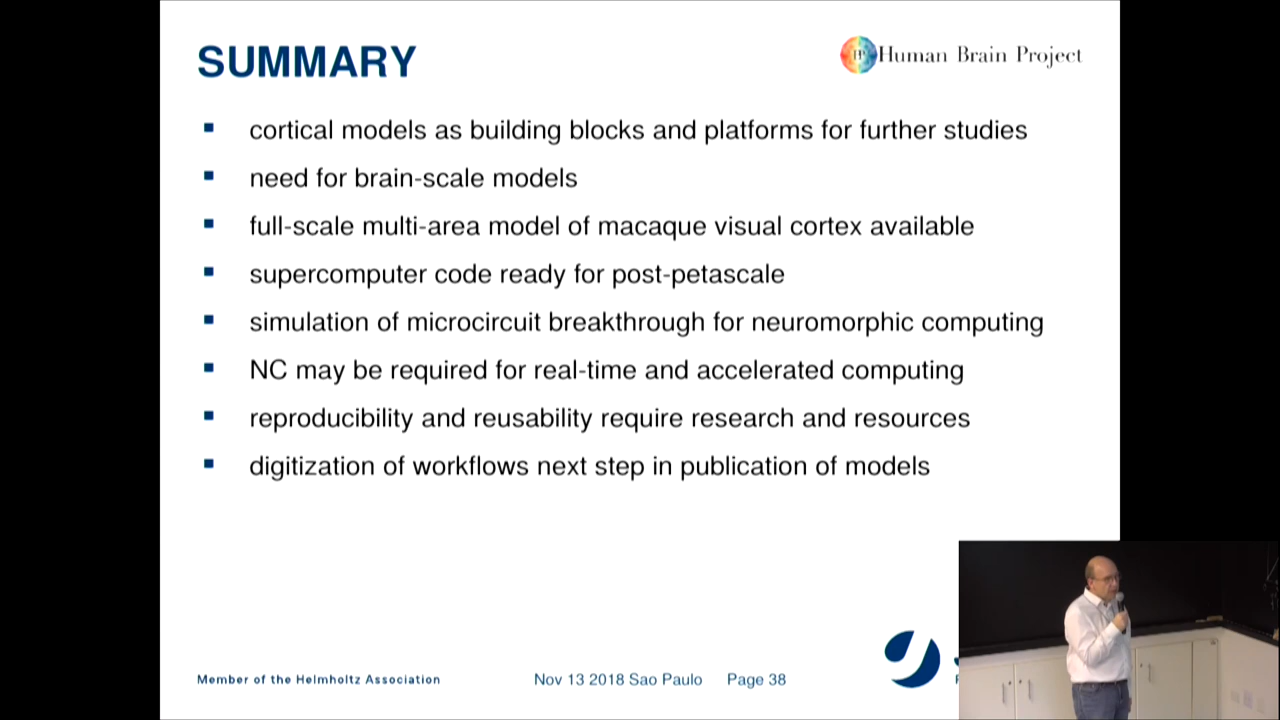 SUMMARY
Human Brain Project
cortical models as building blocks and platforms for further studies
need for brain-scale models
full-scale multi-area model of macaque visual cortex available
supercomputer code ready for post-petascale
simulation of microcircuit breakthrough for neuromorphic computing
NC may be required for real-time and accelerated computing
reproducibility and reusability require research and resources
digitization of workflows next step in publication of models
Member of the Helmholtz Association
Nov 13 2018 Sao Paulo
Page 38